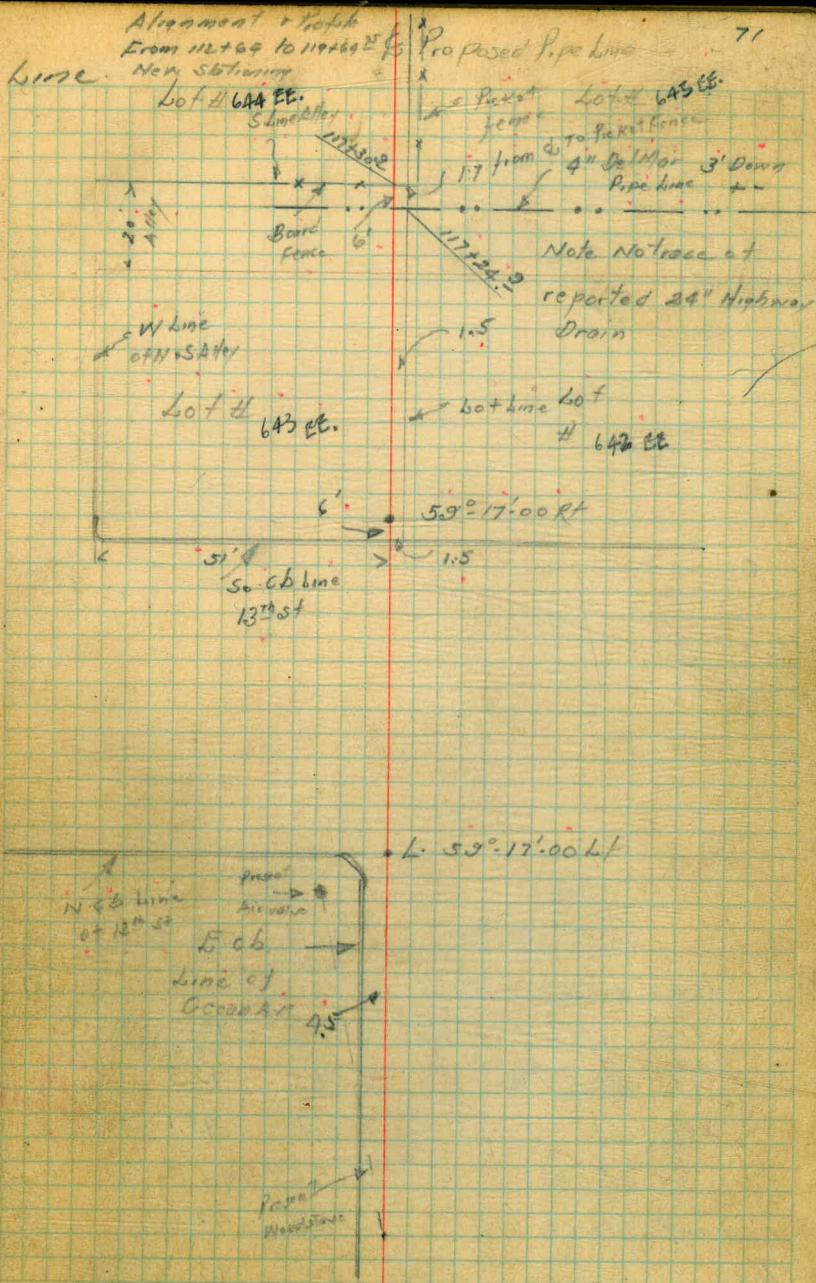 Alignment & Profile
From 112+64 to 119+69.25
New Stationing
Line
℄ Proposed Pipe Line
71
Lot # 644 EE.
S Line Alley
Picket
fence
Lot # 645 EE.
117+30.2
1.7 from ℄ To Picket Fence
4" Del Mar
Pipe Line
3' Down
+-
20'
Alley
Board
fence
6'
117+24.2
Note No trace of
reported 24" Highway
Drain
W Line
of N & S Alley
1.5
Lot # 643 EE.
Lot Line
Lot
# 642 EE
6'
59°-17'-00 Rt
51'
1.5
So. Cb Line
13th St
L. 59°-17'-00 Lt
N Cb Line
of 13th St
Present
Air valve
E cb
Line of
Ocean Av
4.5
Present
Woodstave